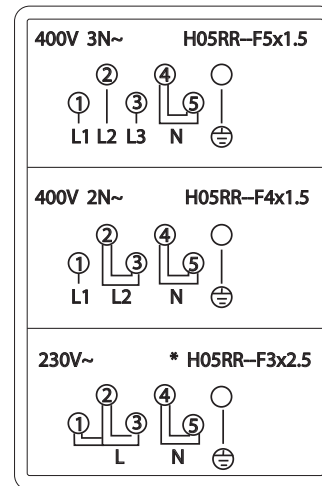 400V 3N~ H05RR–F5x1.5
2 4
1 3 5
L1 L2 L3 N
400V 2N~ H05RR–F4x1.5
2 4
1 3 5
L1 L2 N
230V~ * H05RR–F3x2.5
2 4
1 3 5
L N